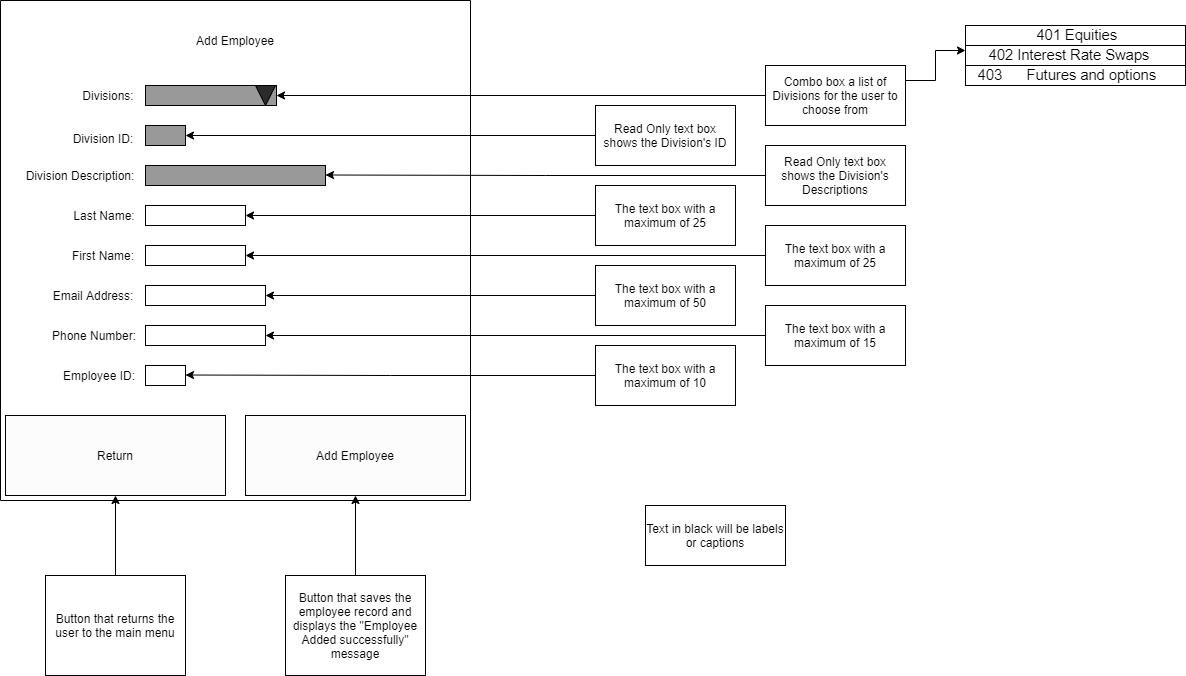 Add Employee
Divisions:
Division ID:
Division Description:
Last Name:
First Name:
Email Address:
Phone Number:
Employee ID:
Return
Add Employee
Combo box a list of
Divisions for the user to
choose from
401 Equities
402 Interest Rate Swaps
403 Futures and options
Read Only text box
shows the Division's ID
Read Only text box
shows the Division's
Descriptions
The text box with a
maximum of 25
The text box with a
maximum of 25
The text box with a
maximum of 50
The text box with a
maximum of 15
The text box with a
maximum of 10
Text in black will be labels
or captions
Button that returns the
user to the main menu
Button that saves the
employee record and
displays the "Employee
Added successfully"
message